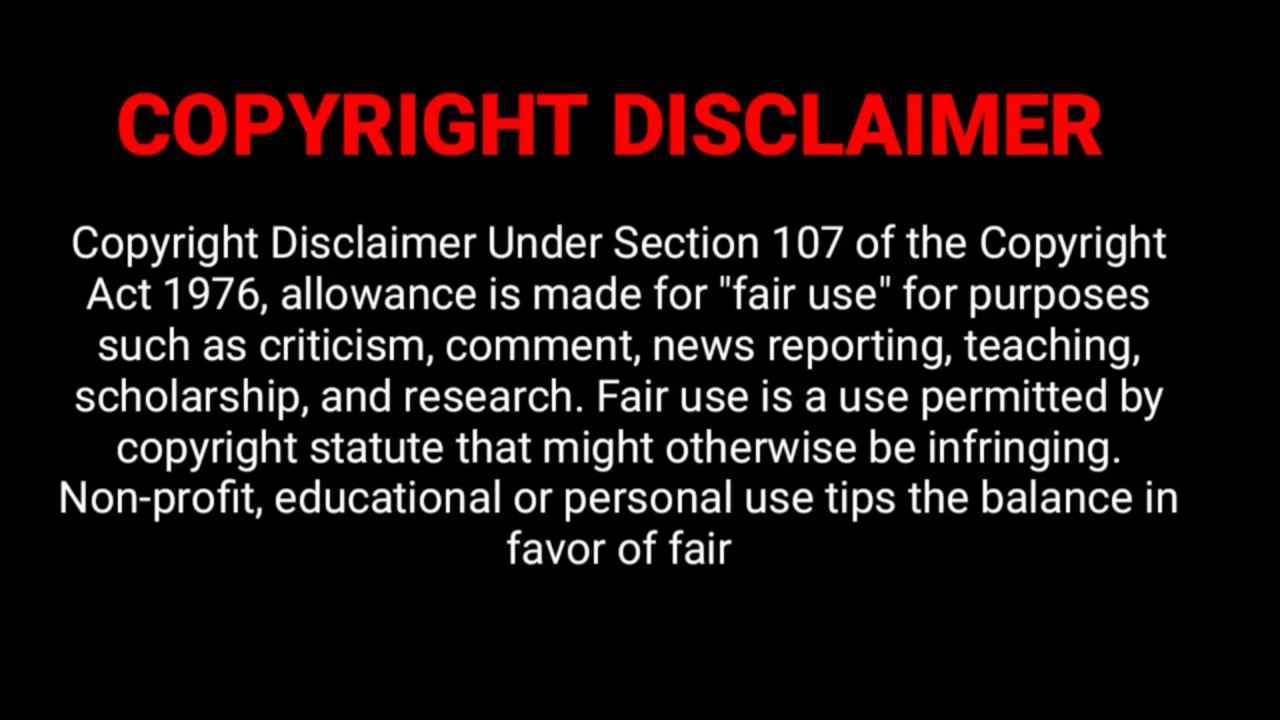 COPYRIGHT DISCLAIMER
Copyright Disclaimer Under Section 107 of the Copyright
Act 1976, allowance is made for "fair use" for purposes
such as criticism, comment, news reporting, teaching,
scholarship, and research. Fair use is a use permitted by
copyright statute that might otherwise be infringing.
Non-profit, educational or personal use tips the balance in
favor of fair